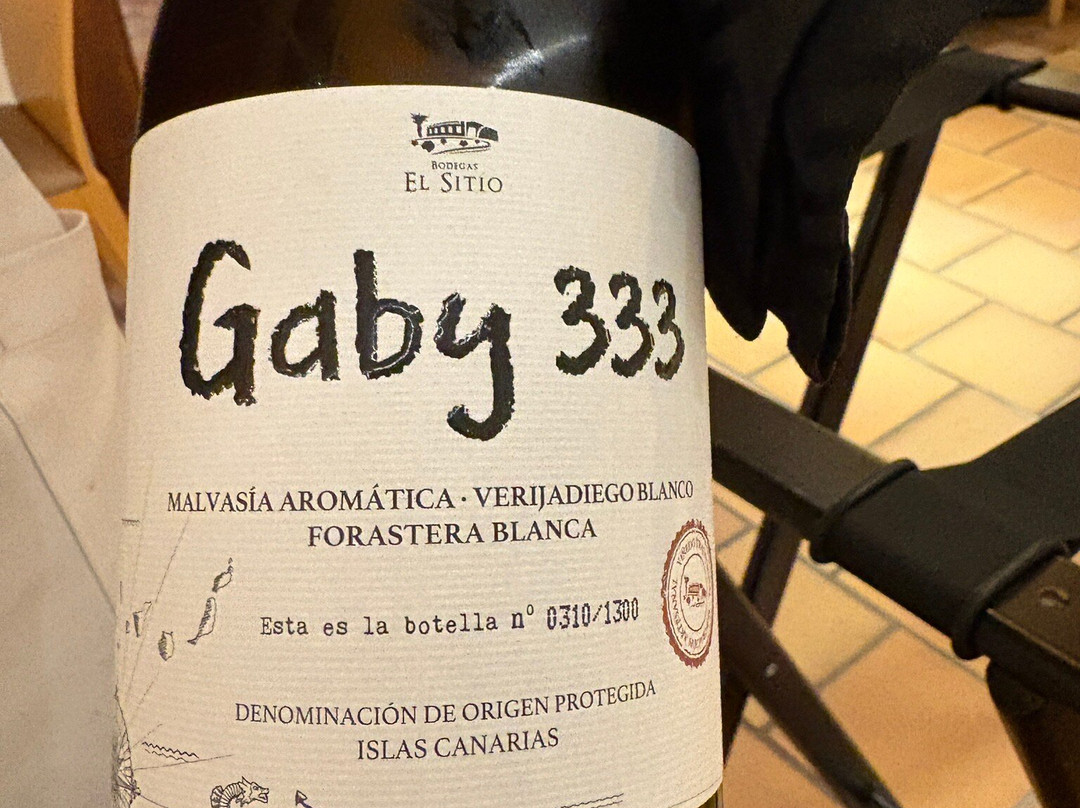 BODEGAS
EL SITIO
Gaby 333
MALVASÍA AROMÁTICA · VERIJADIEGO BLANCO
FORASTERA BLANCA
Esta es la botella nº 0310/1300
DENOMINACIÓN DE ORIGEN PROTEGIDA
ISLAS CANARIAS